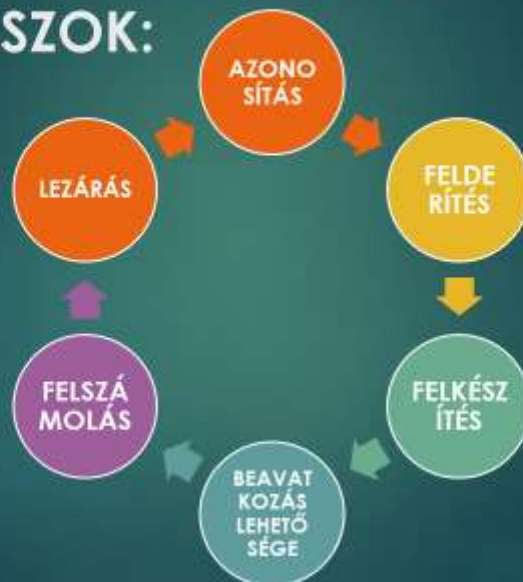 SZOK:
AZONO
SÍTÁS
FELDE
RÍTÉS
FELKÉSZ
ÍTÉS
BEAVAT
KOZÁS
LEHETŐ
SÉGE
FELSZÁ
MOLÁS
LEZÁRÁS